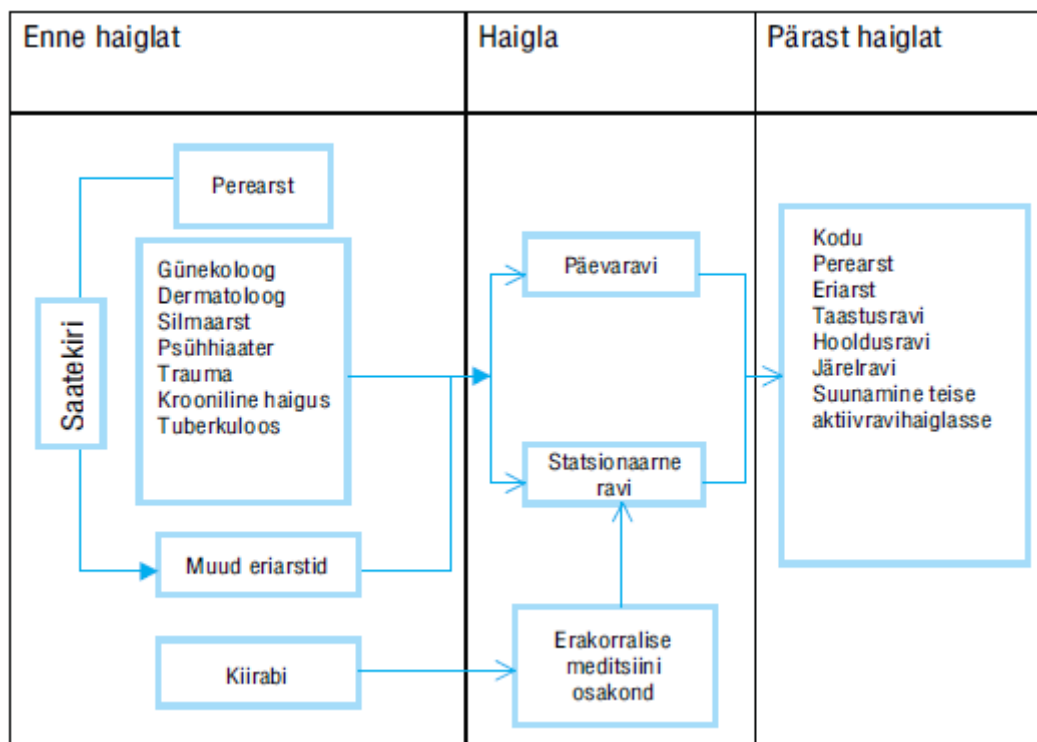 Enne haiglat
Haigla
Pärast haiglat
Perearst
Saatekiri
Günekoloog
Dermatoloog
Silmaarst
Psühhiaater
Trauma
Krooniline haigus
Tuberkuloos
Muud eriarstid
Kiirabi
Päevaravi
Statsionaarne
ravi
Erakorralise
meditsiini
osakond
Kodu
Perearst
Eriarst
Taastusravi
Hooldusravi
Järelravi
Suunamine teise
aktiivravihaiglasse